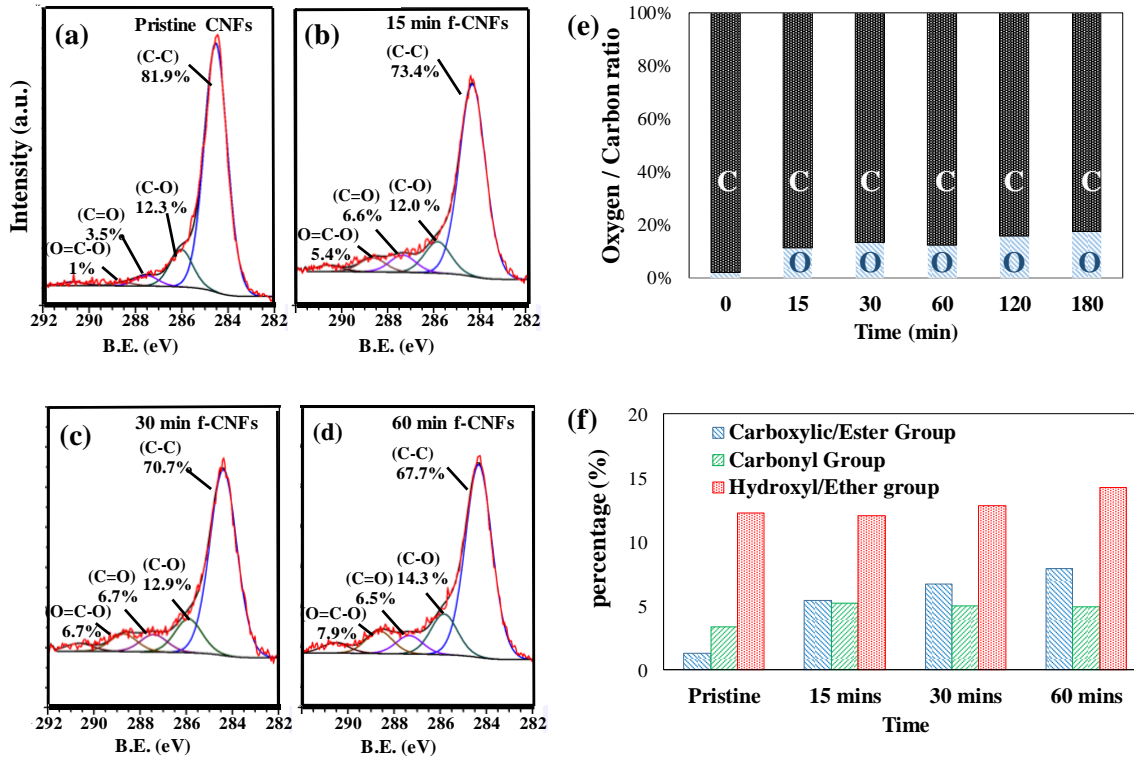 (a)
Pristine CNFs
(C-C)
81.9%
(C-O)
12.3%
(C=O)
3.5%
(O=C-O)
1%
292 290 288 286 284 282
B.E. (eV)
Intensity (a.u.)
(b)
15 min f-CNFs
(C-C)
73.4%
(C-O)
12.0%
(C=O)
6.6%
O=C-O)
5.4%
290 288 286 284 282
B.E. (eV)
(e)
Oxygen / Carbon ratio
100%
80%
60%
40%
20%
0%
C C C C C C
O O O O O
0 15 30 60 120 180
Time (min)
(c)
30 min f-CNFs
(C-C)
70.7%
(C-O)
12.9%
(C=O)
6.7%
O=C-O)
6.7%
292 290 288 286 284 282
B.E. (eV)
(d)
60 min f-CNFs
(C-C)
67.7%
(C-O)
14.3%
(C=O)
6.5%
(O=C-O)
7.9%
290 288 286 284 282
B.E. (eV)
(f)
percentage (%)
20
15
10
5
0
Carboxylic/Ester Group
Carbonyl Group
Hydroxyl/Ether group
Pristine 15 mins 30 mins 60 mins
Time